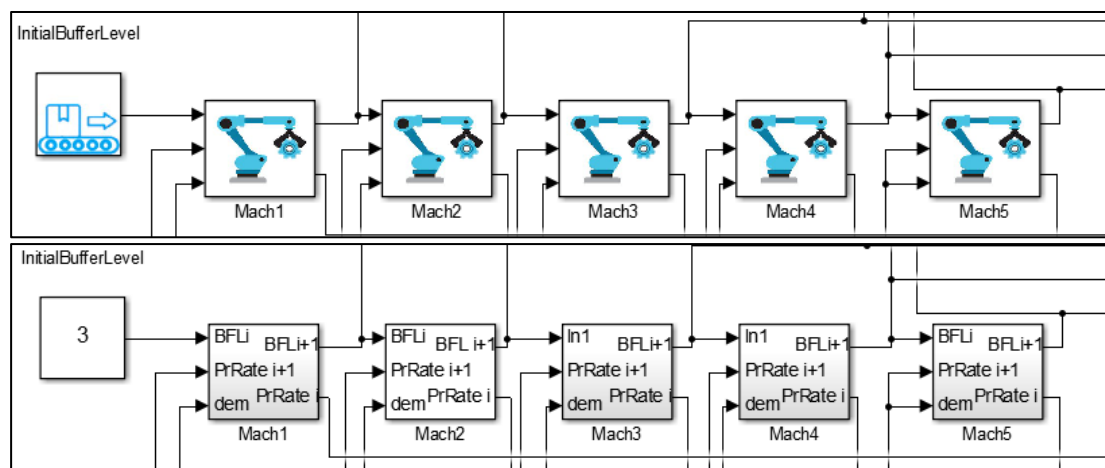 InitialBufferLevel
Mach1
Mach2
Mach3
Mach4
Mach5
InitialBufferLevel
3
BFLi
BFLi+1
PrRate i+1
PrRate i
dem
Mach1
BFLi
BFL i+1
PrRate i+1
PrRate i
dem
Mach2
In1
BFLi+1
PrRate i+1
PrRate i
dem
Mach3
In1
BFLi+1
PrRate i+1
PrRate i
dem
Mach4
BFLi
BFLi+1
PrRate i+1
PrRate i
dem
Mach5